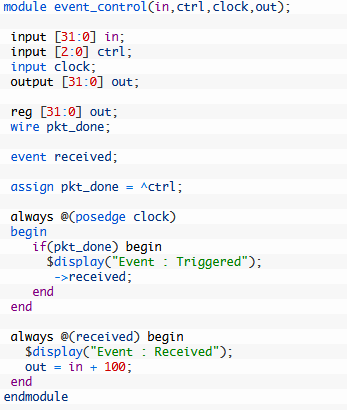 module event_control(in,ctrl,clock,out);
input [31:0] in;
input [2:0] ctrl;
input clock;
output [31:0] out;
reg [31:0] out;
wire pkt_done;
event received;
assign pkt_done = ^ctrl;
always @(posedge clock)
begin
if(pkt_done) begin
$display("Event : Triggered");
->received;
end
end
always @(received) begin
$display("Event : Received");
out = in + 100;
end
endmodule